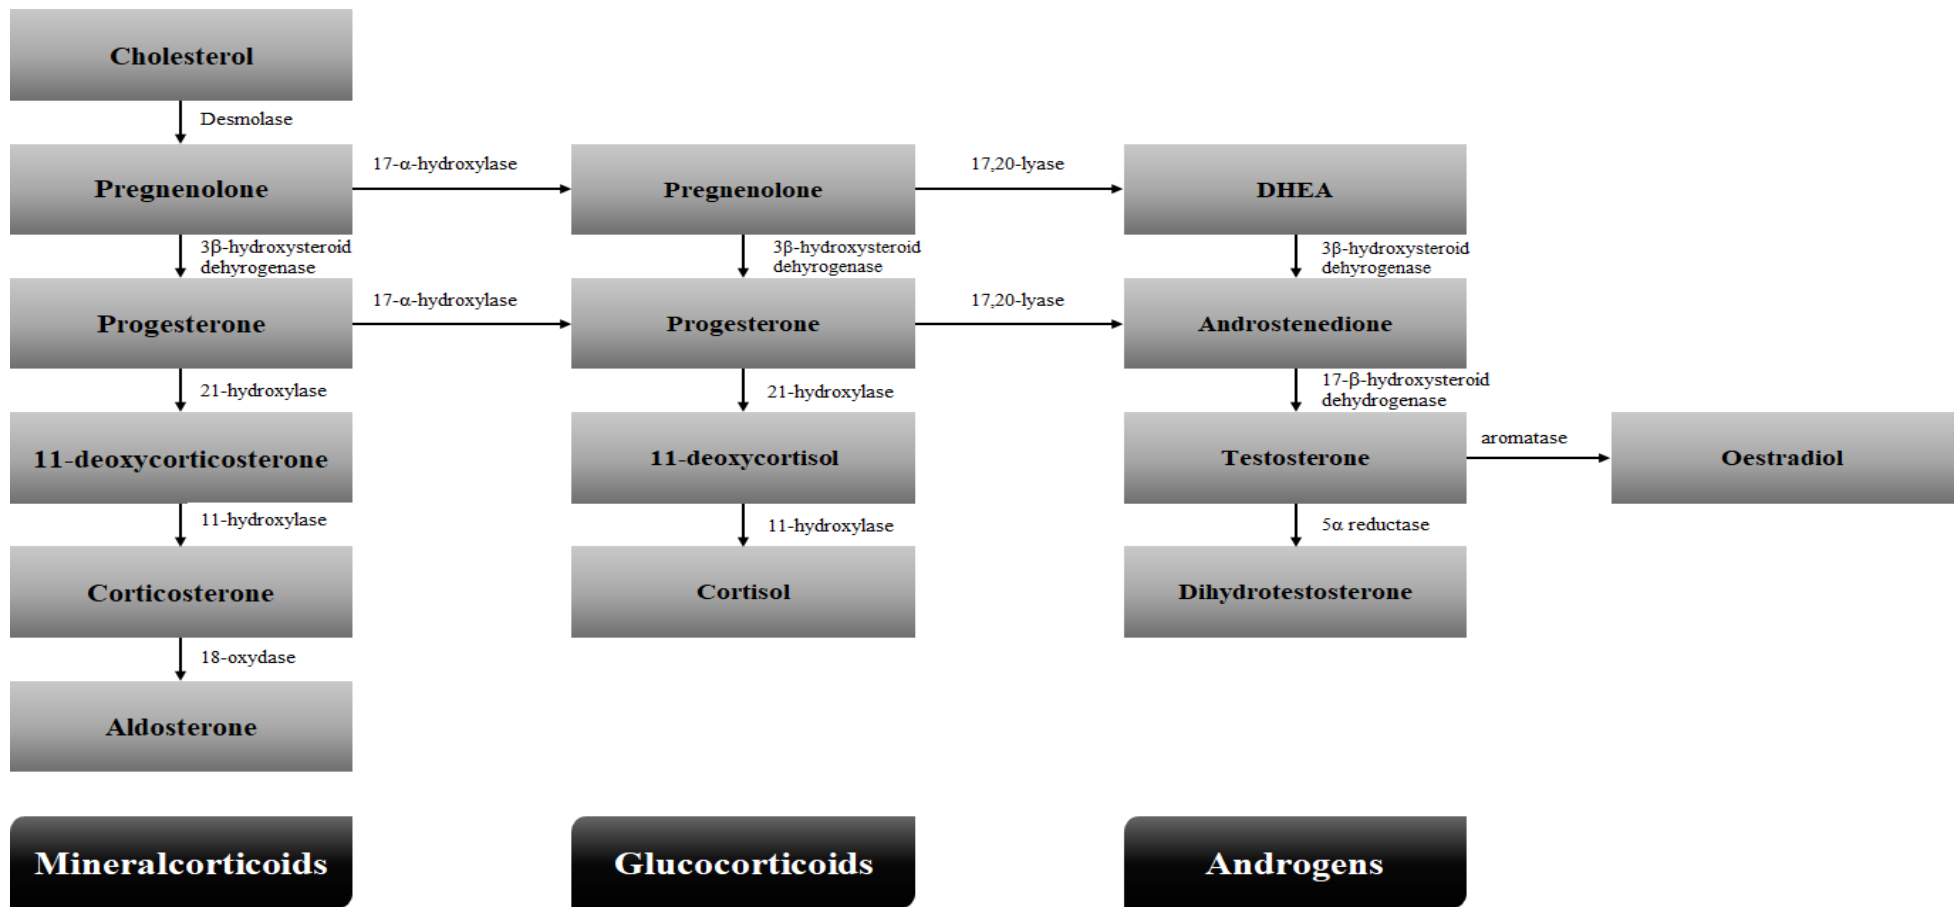 Cholesterol
Desmolase
Pregnenolone
17-α-hydroxylase
Pregnenolone
17,20-lyase
DHEA
3β-hydroxysteroid
dehyrogenase
3β-hydroxysteroid
dehyrogenase
3β-hydroxysteroid
dehyrogenase
Progesterone
17-α-hydroxylase
Progesterone
17,20-lyase
Androstenedione
21-hydroxylase
21-hydroxylase
17-β-hydroxysteroid
dehydrogenase
11-deoxycorticosterone
11-deoxycortisol
Testosterone
aromatase
Oestradiol
11-hydroxylase
11-hydroxylase
5α reductase
Corticosterone
Cortisol
Dihydrotestosterone
18-oxydase
Aldosterone
Mineralcorticoids
Glucocorticoids
Androgens